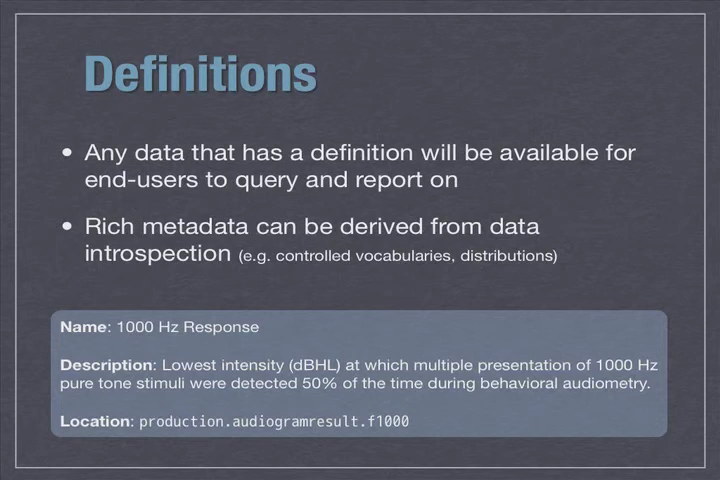 Definitions
• Any data that has a definition will be available for
end-users to query and report on
• Rich metadata can be derived from data
introspection (e.g. controlled vocabularies, distributions)
Name: 1000 Hz Response
Description: Lowest intensity (dBHL) at which multiple presentation of 1000 Hz
pure tone stimuli were detected 50% of the time during behavioral audiometry.
Location: production.audiogramresult.f1000